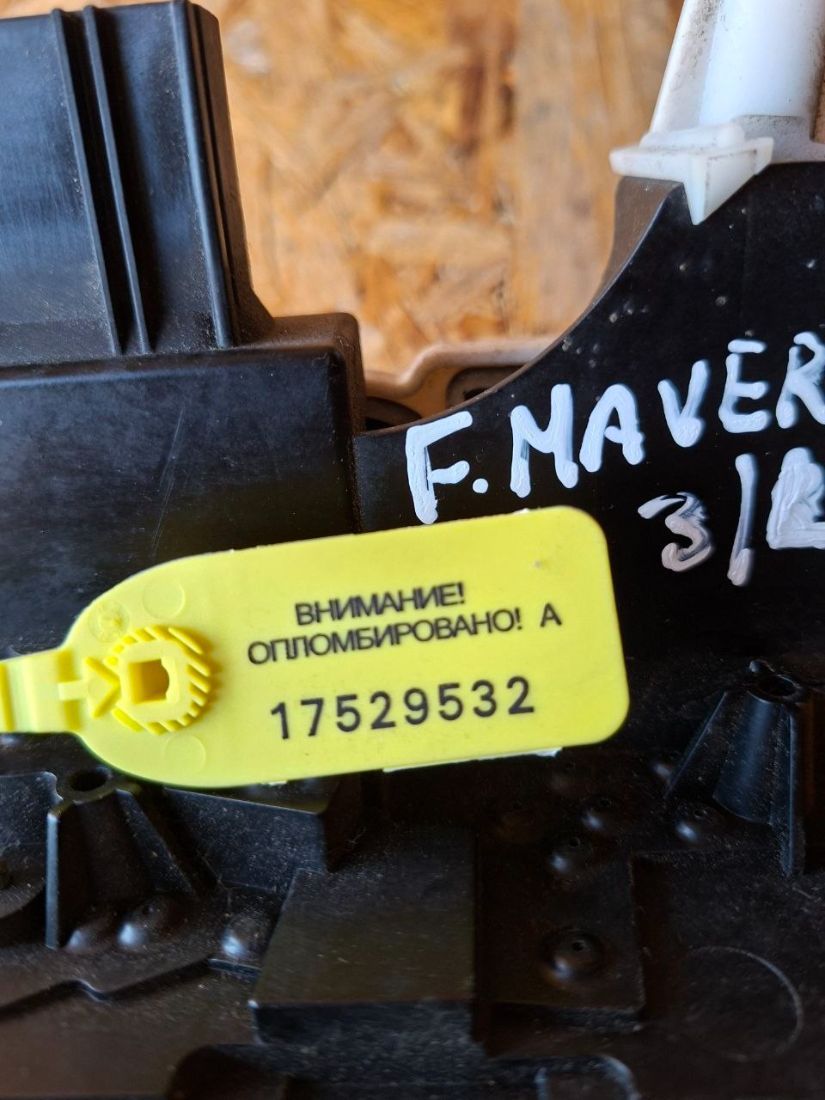 F. MAVER
3/B
ВНИМАНИЕ!
ОПЛОМБИРОВАНО! А
17529532